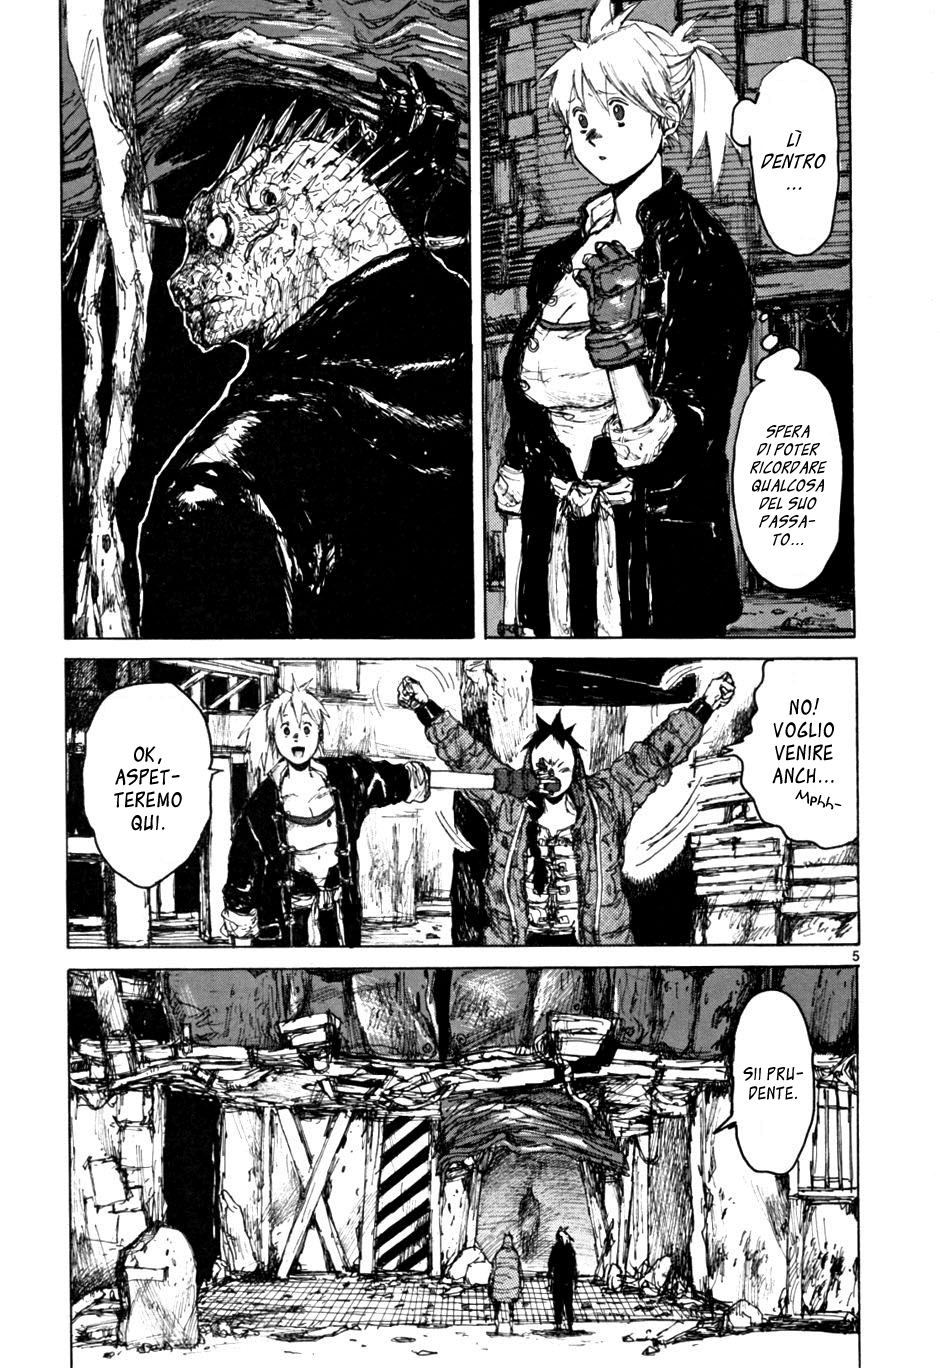 LÌ
DENTRO
...
SPERA
DI POTER
RICORDARE
QUALCOSA
DEL SUO
PASSA-
TO...
NO!
VOGLIO
VENIRE
ANCH...
MPHH~
OK,
ASPET-
TEREMO
QUI.
5
SII PRU-
DENTE.